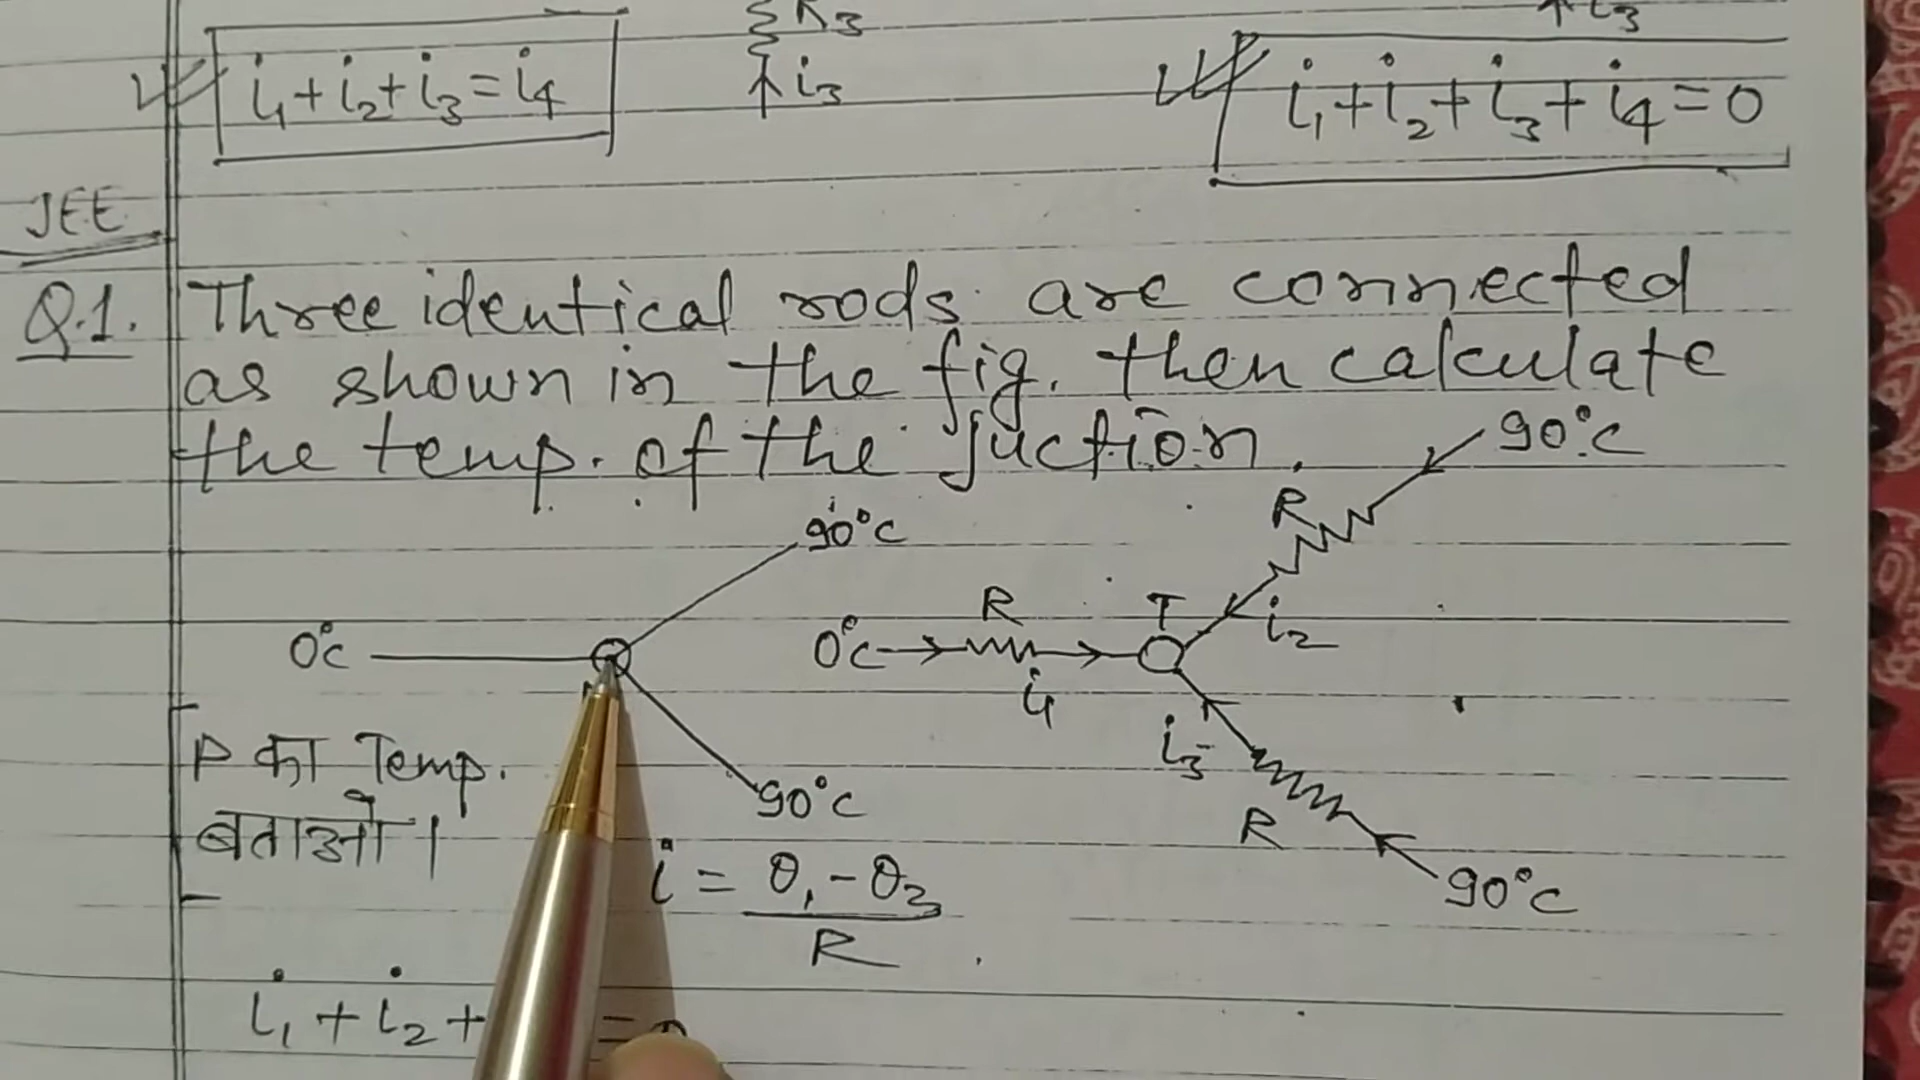 R3 i3
i1+i2+i3=i4 i3 i1+i2+i3+i4=0
JEE
Q.1. Three identical rods are connected
as shown in the fig. then calculate
the temp. of the juction.
90°C
R
90°C
0°C 0°C R T i2
i1
i3
P का Temp. 90°C R
बताओ। 90°C
i = θ1-θ2
R
i1+i2+ =